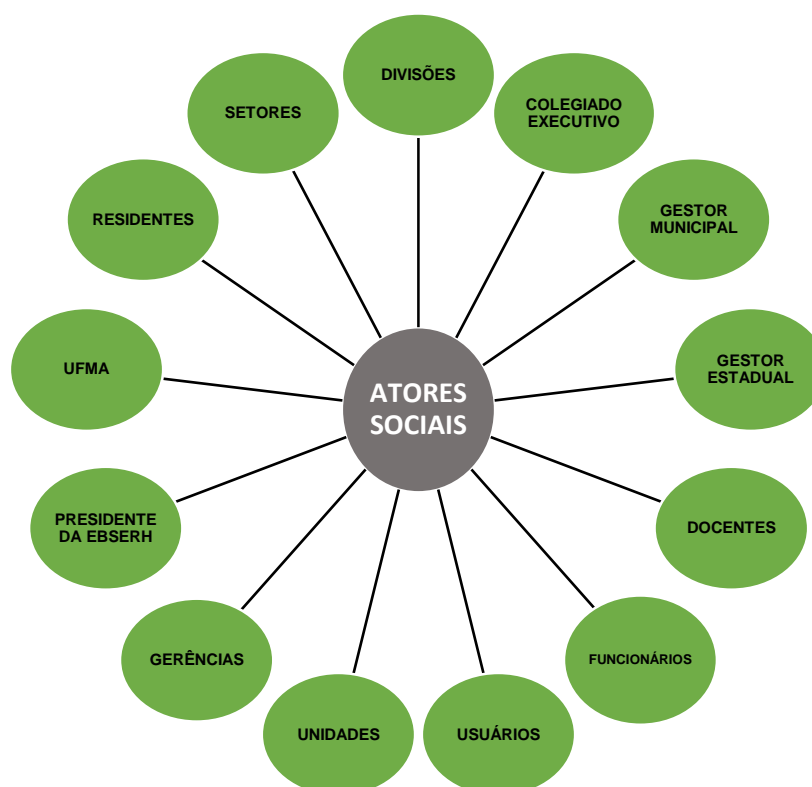 DIVISÕES
COLEGIADO
EXECUTIVO
SETORES
GESTOR
MUNICIPAL
RESIDENTES
GESTOR
ESTADUAL
UFMA
ATORES
SOCIAIS
PRESIDENTE
DA EBSERH
DOCENTES
GERÊNCIAS
FUNCIONÁRIOS
UNIDADES
USUÁRIOS